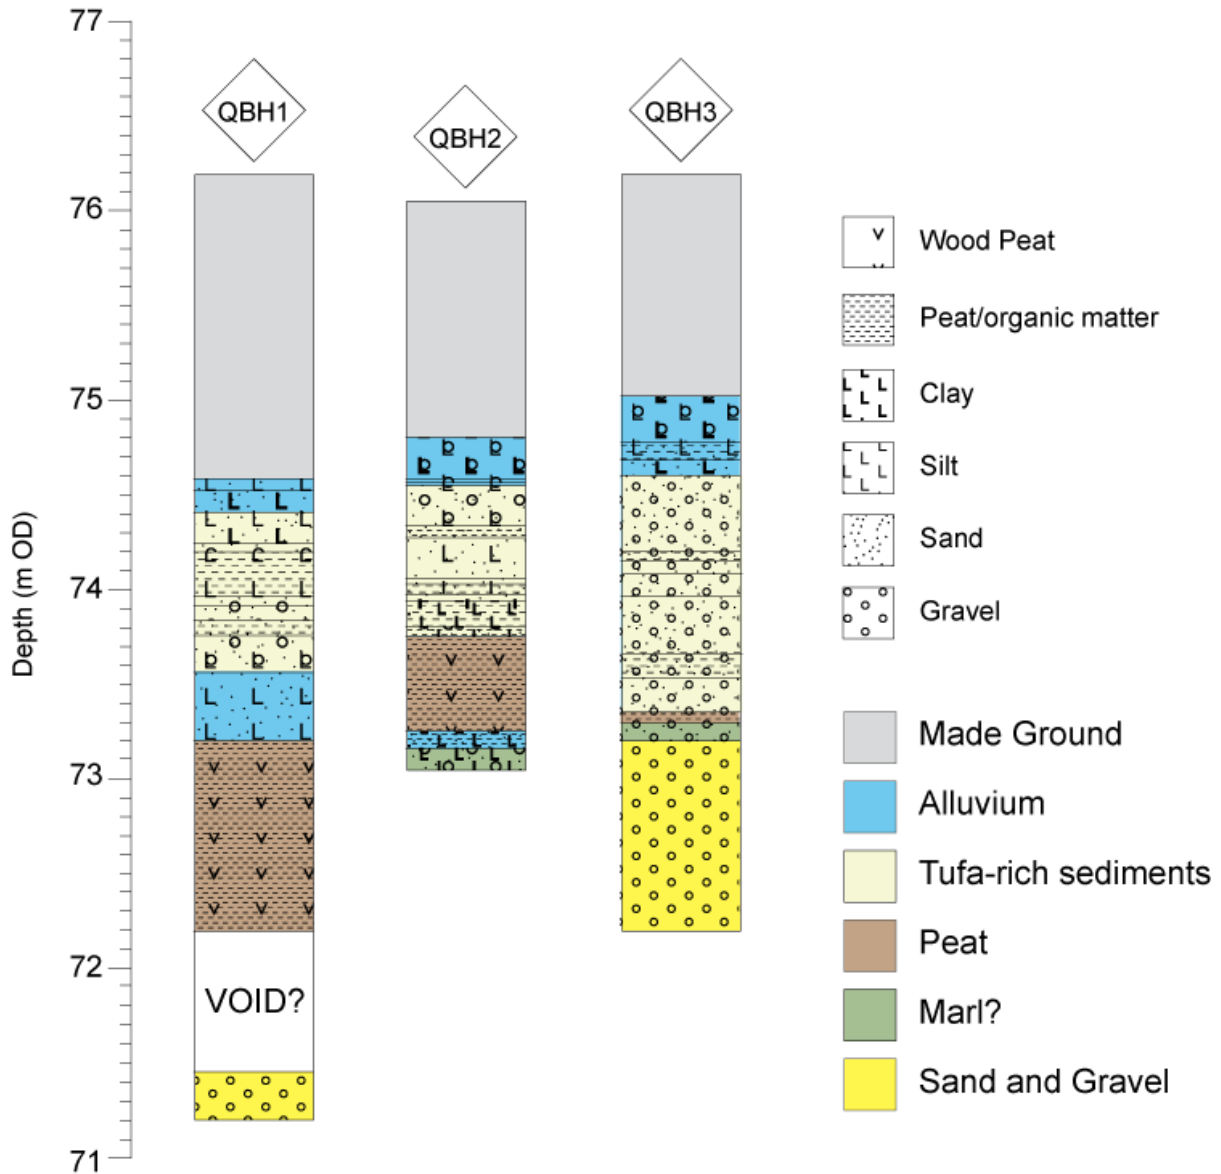 77
76
75
74
73
72
71
Depth (m OD)
QBH1
QBH2
QBH3
VOID?
Wood Peat
Peat/organic matter
Clay
Silt
Sand
Gravel
Made Ground
Alluvium
Tufa-rich sediments
Peat
Marl?
Sand and Gravel